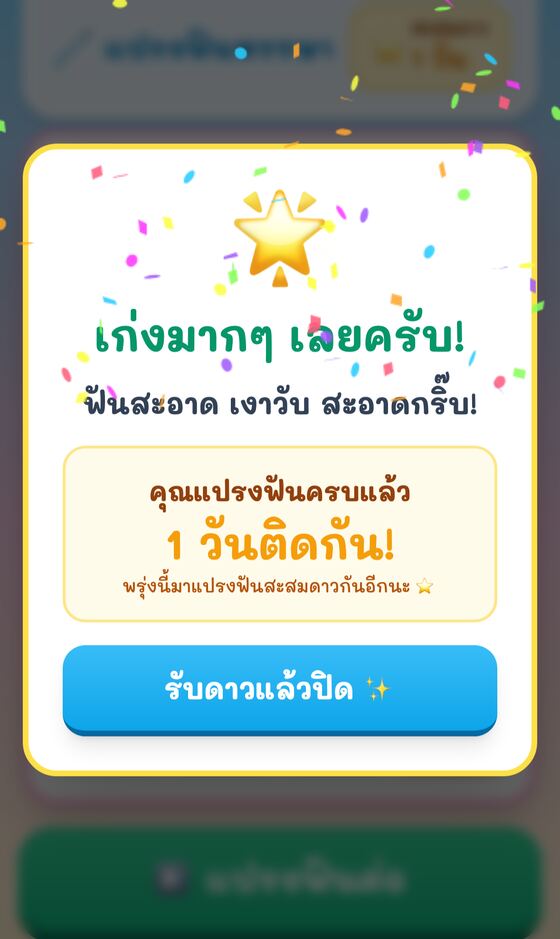 เก่งมากๆ เลยครับ!
ฟันสะอาด เงาวับ สะอาดกริ๊บ!
คุณแปรงฟันครบแล้ว
1 วันติดกัน!
พรุ่งนี้มาแปรงฟันสะสมดาวกันอีกนะ ⭐
รับดาวแล้วปิด ✨